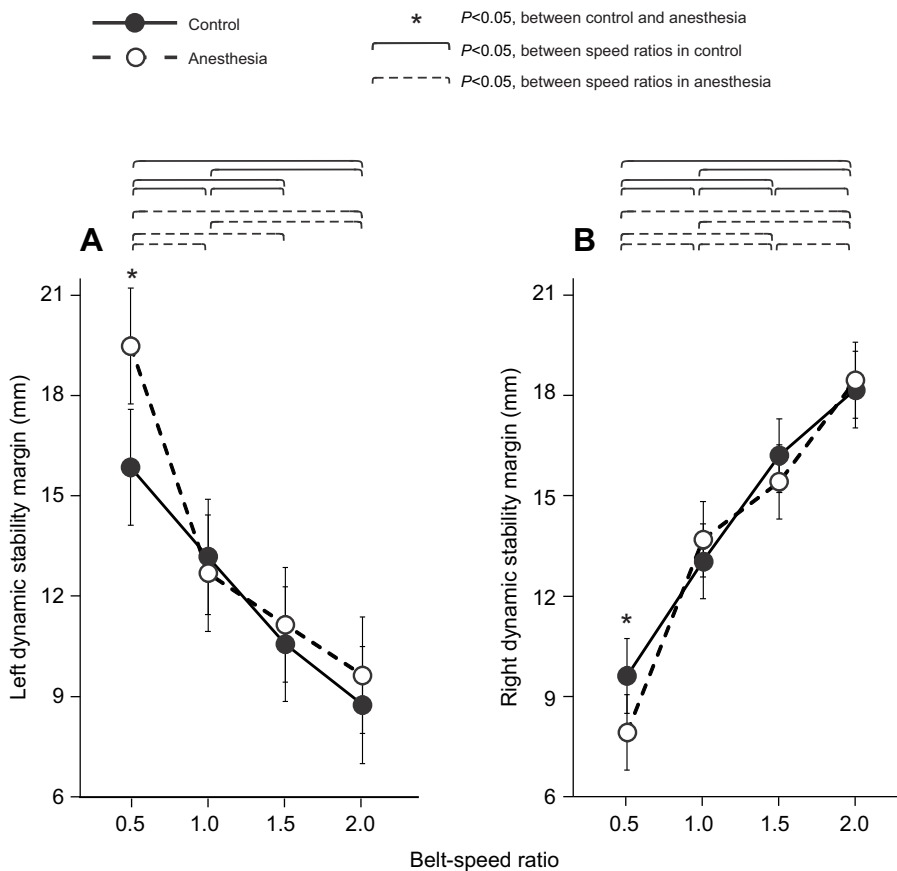 Control
Anesthesia
* P<0.05, between control and anesthesia
P<0.05, between speed ratios in control
P<0.05, between speed ratios in anesthesia
A
*
21
18
15
12
9
6
0.5 1.0 1.5 2.0
Left dynamic stability margin (mm)
B
21
18
15
12
*
9
6
0.5 1.0 1.5 2.0
Right dynamic stability margin (mm)
Belt-speed ratio